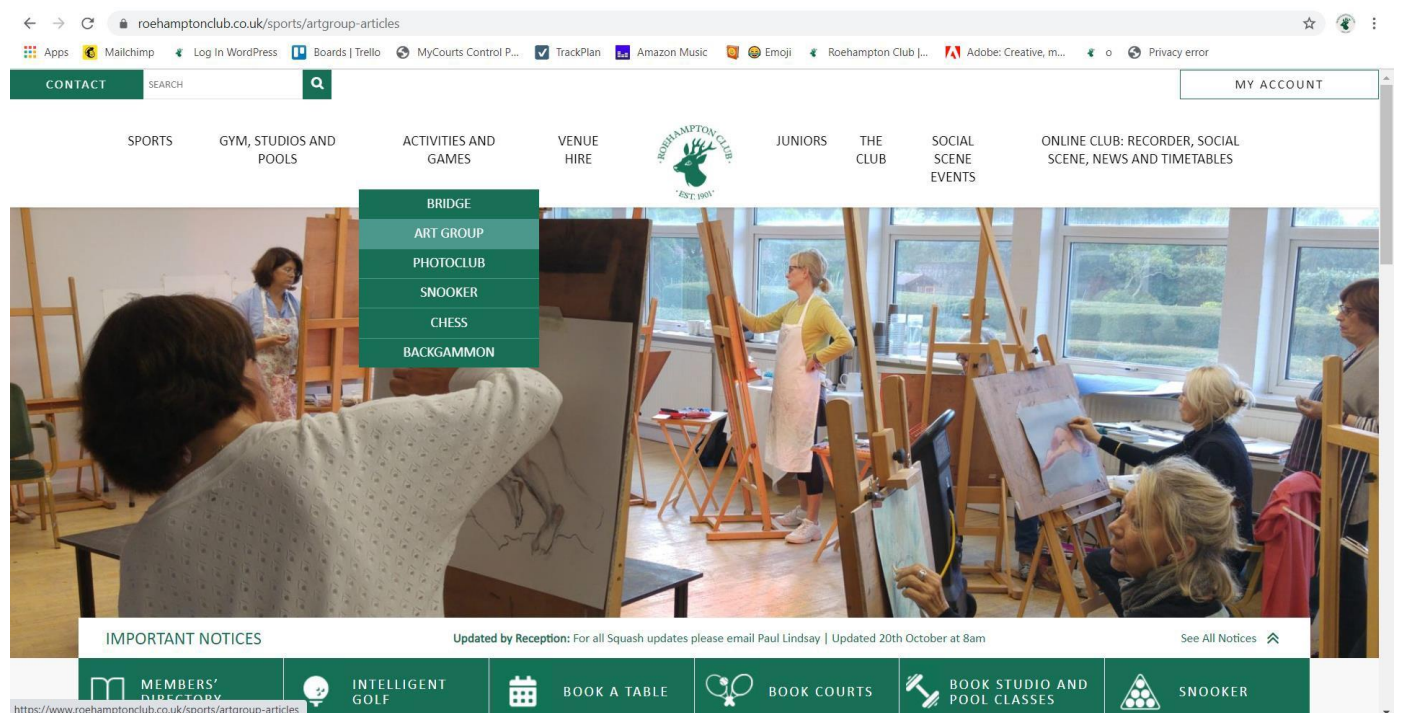 roehamptonclub.co.uk/sports/artgroup-articles
Apps Mailchimp Log In WordPress Boards | Trello MyCourts Control P... TrackPlan Amazon Music Emoji Roehampton Club |... Adobe: Creative, m... o Privacy error
CONTACT SEARCH MY ACCOUNT
SPORTS
GYM, STUDIOS AND
POOLS
ACTIVITIES AND
GAMES
VENUE
HIRE
ROEHAMPTON CLUB
· EST. 1901 ·
JUNIORS
THE
CLUB
SOCIAL
SCENE
EVENTS
ONLINE CLUB: RECORDER, SOCIAL
SCENE, NEWS AND TIMETABLES
BRIDGE
ART GROUP
PHOTOCLUB
SNOOKER
CHESS
BACKGAMMON
IMPORTANT NOTICES Updated by Reception: For all Squash updates please email Paul Lindsay | Updated 20th October at 8am See All Notices
MEMBERS'
DIRECTORY
INTELLIGENT
GOLF
BOOK A TABLE
BOOK COURTS
BOOK STUDIO AND
POOL CLASSES
SNOOKER
https://www.roehamptonclub.co.uk/sports/artgroup-articles